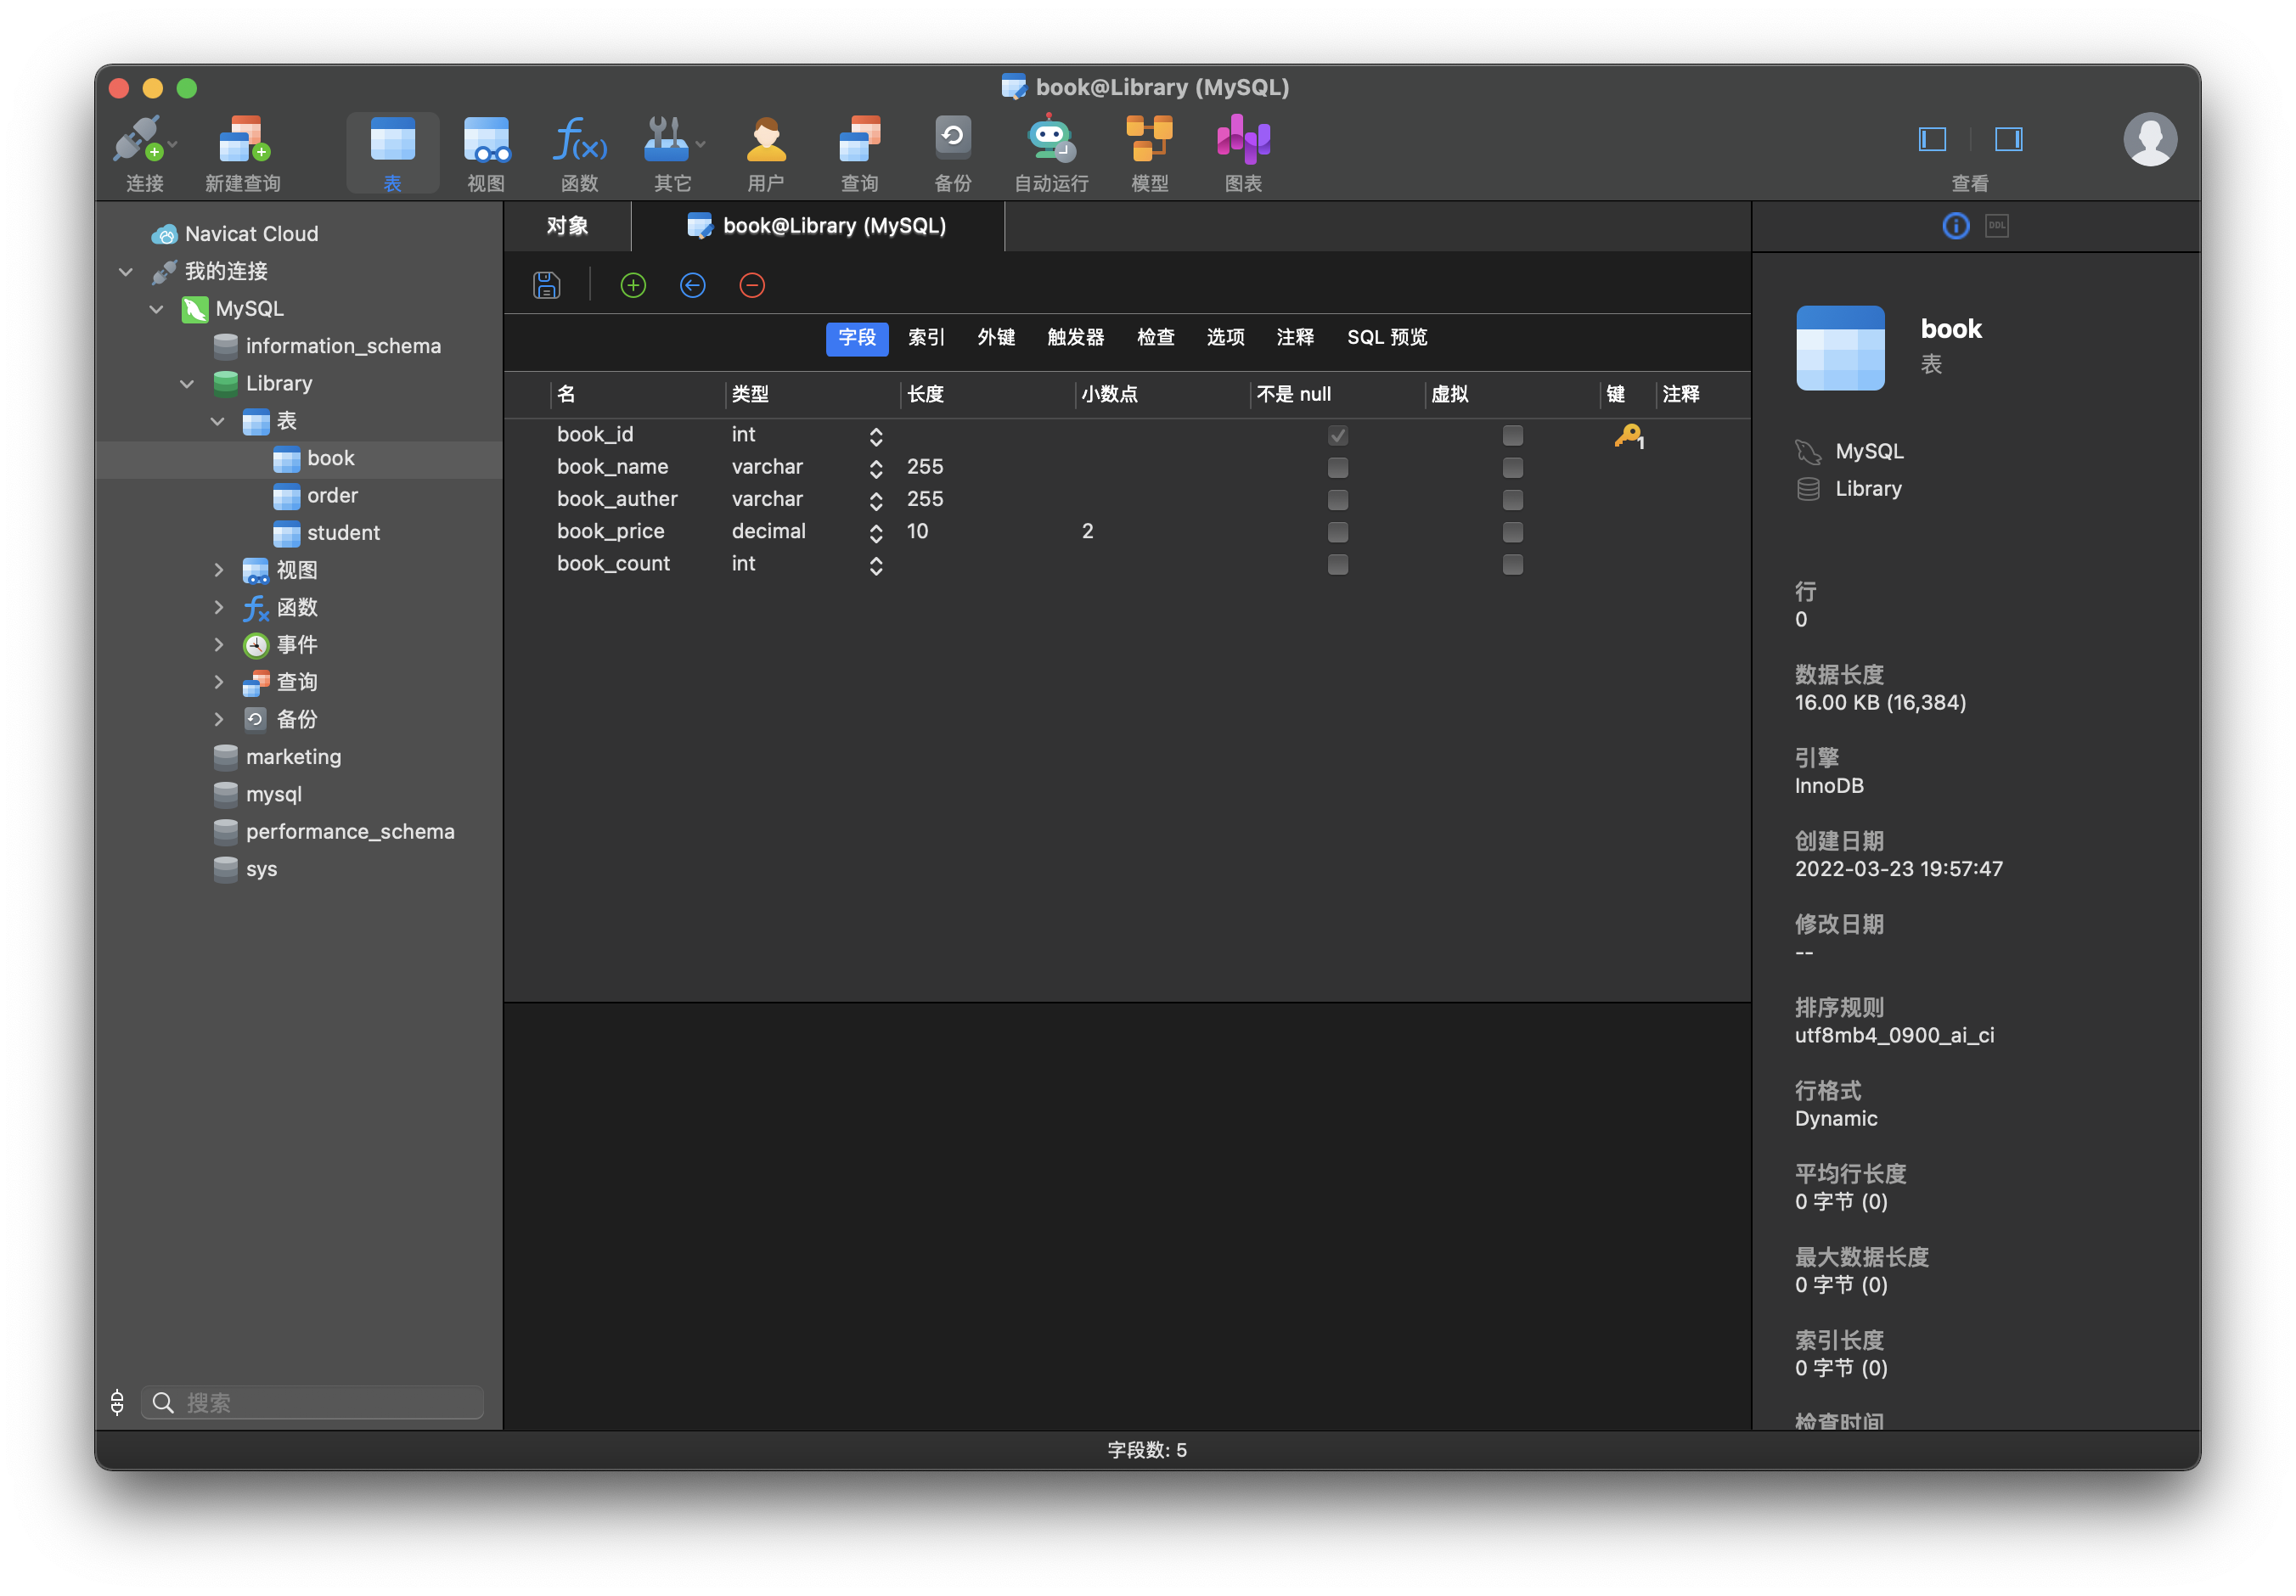 book@Library (MySQL)
连接
新建查询
表
视图
函数
其它
用户
查询
备份
自动运行
模型
图表
查看
Navicat Cloud
我的连接
MySQL
information_schema
Library
表
book
order
student
视图
函数
事件
查询
备份
marketing
mysql
performance_schema
sys
搜索
对象
book@Library (MySQL)
字段 索引 外键 触发器 检查 选项 注释 SQL 预览
名 类型 长度 小数点 不是 null 虚拟 键 注释
book_id int 1
book_name varchar 255
book_auther varchar 255
book_price decimal 10 2
book_count int
DDL
book
表
MySQL
Library
行
0
数据长度
16.00 KB (16,384)
引擎
InnoDB
创建日期
2022-03-23 19:57:47
修改日期
--
排序规则
utf8mb4_0900_ai_ci
行格式
Dynamic
平均行长度
0 字节 (0)
最大数据长度
0 字节 (0)
索引长度
0 字节 (0)
检查时间
字段数: 5